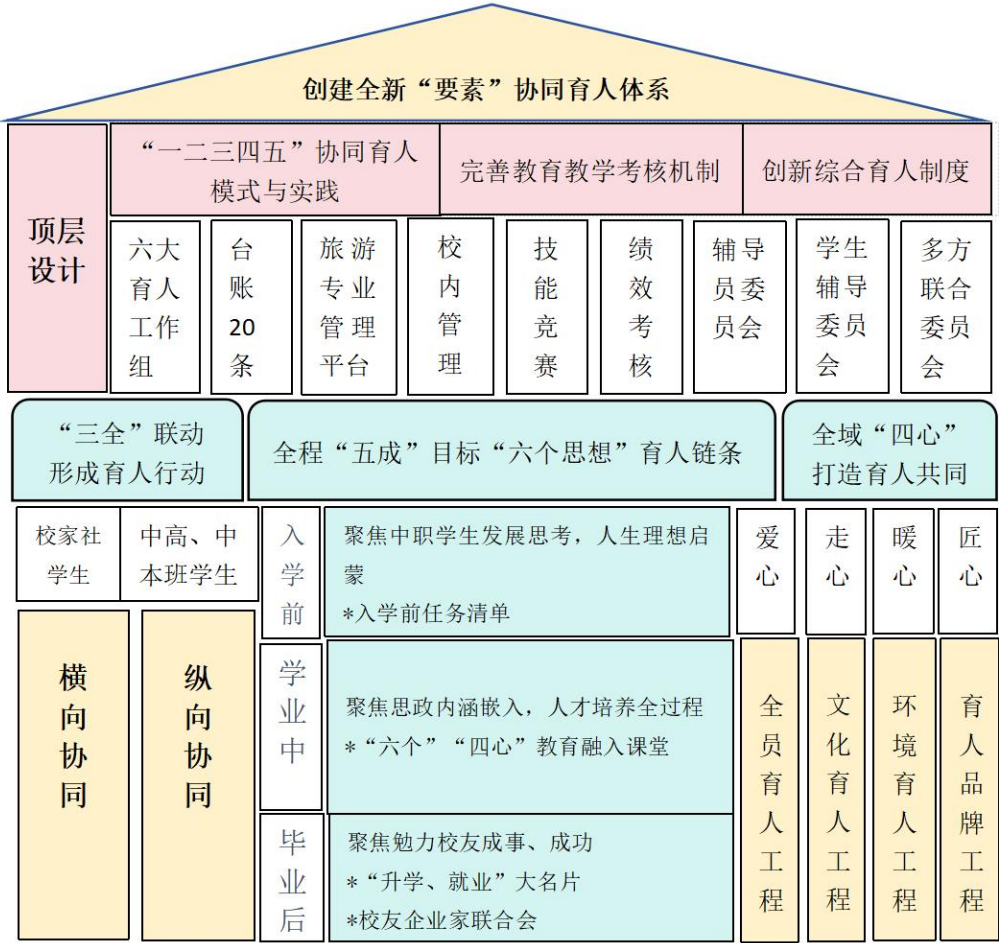 创建全新“要素”协同育人体系
顶层
设计
“一二三四五”协同育人
模式与实践
完善教育教学考核机制
创新综合育人制度
六大
育人
工作
组
台
账
20
条
旅游
专业
管理
平台
校
内
管
理
技
能
竞
赛
绩
效
考
核
辅导
员委
员会
学生
辅导
委员
会
多方
联合
委员
会
“三全”联动
形成育人行动
全程“五成”目标“六个思想”育人链条
全域“四心”
打造育人共同
校家社
学生
中高、中
本班学生
横
向
协
同
纵
向
协
同
入
学
前
聚焦中职学生发展思考，人生理想启
蒙
*入学前任务清单
学
业
中
聚焦思政内涵嵌入，人才培养全过程
*“六个”“四心”教育融入课堂
毕
业
后
聚焦勉力校友成事、成功
*“升学、就业”大名片
*校友企业家联合会
爱
心
走
心
暖
心
匠
心
全
员
育
人
工
程
文
化
育
人
工
程
环
境
育
人
工
程
育
人
品
牌
工
程